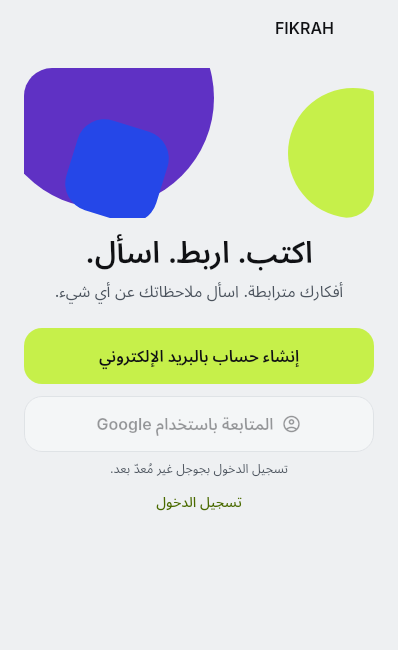 FIKRAH
اكتب. اربط. اسأل.
أفكارك مترابطة. اسأل ملاحظاتك عن أي شيء.
إنشاء حساب بالبريد الإلكتروني
المتابعة باستخدام Google
تسجيل الدخول بجوجل غير مُعدّ بعد.
تسجيل الدخول